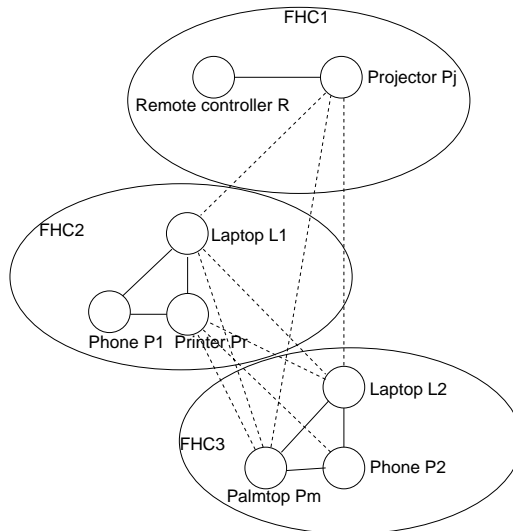 FHC1
Projector Pj
Remote controller R
FHC2
Laptop L1
Phone P1
Printer Pr
Laptop L2
FHC3
Phone P2
Palmtop Pm